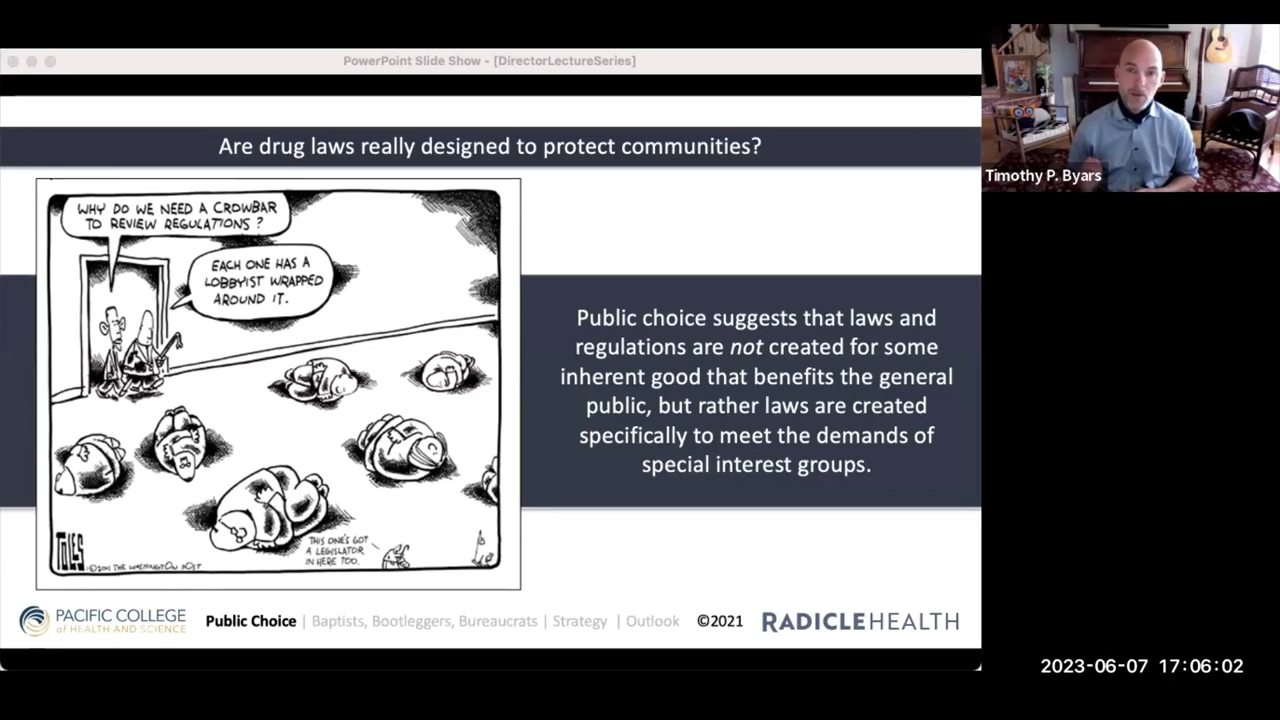 PowerPoint Slide Show - [DirectorLectureSeries]
Are drug laws really designed to protect communities?
WHY DO WE NEED A CROWBAR
TO REVIEW REGULATIONS?
EACH ONE HAS A
LOBBYIST WRAPPED
AROUND IT.
THIS ONE'S GOT
A LEGISLATOR
IN HERE TOO.
TOLES
©2011 THE WASHINGTON POST
Public choice suggests that laws and
regulations are not created for some
inherent good that benefits the general
public, but rather laws are created
specifically to meet the demands of
special interest groups.
PACIFIC COLLEGE
of HEALTH AND SCIENCE
Public Choice | Baptists, Bootleggers, Bureaucrats | Strategy | Outlook ©2021
RADICLEHEALTH
Timothy P. Byars
2023-06-07 17:06:02